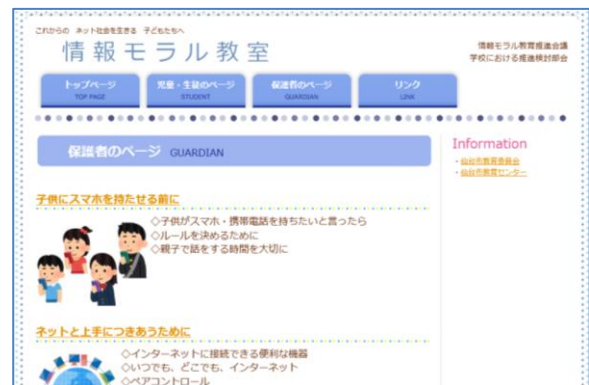 これからの ネット社会を生きる 子どもたちへ
情報モラル教室
情報モラル教育推進会議
学校における推進検討部会
トップページ
TOP PAGE
児童・生徒のページ
STUDENT
保護者のページ
GUARDIAN
リンク
LINK
保護者のページ GUARDIAN
Information
・仙台市教育委員会
・仙台市教育センター
子供にスマホを持たせる前に
◇子供がスマホ・携帯電話を持ちたいと言ったら
◇ルールを決めるために
◇親子で話をする時間を大切に
ネットと上手につきあうために
◇インターネットに接続できる便利な機器
◇いつでも、どこでも、インターネット
◇ペアコントロール